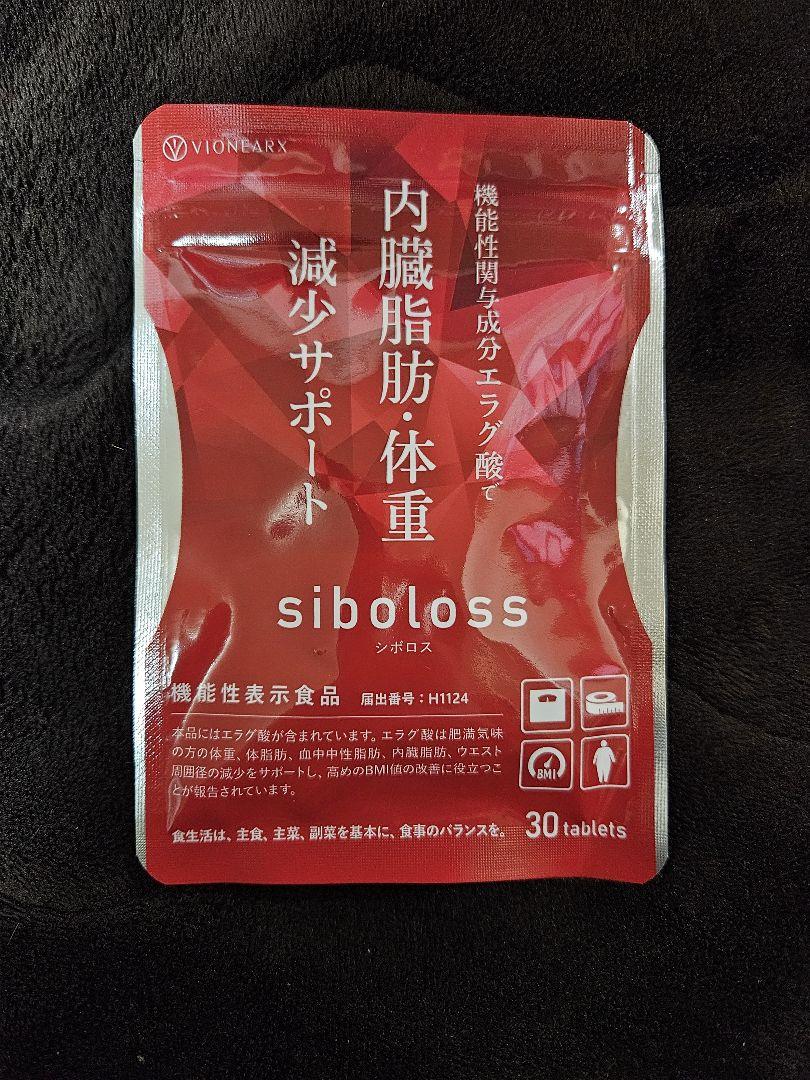 VIONEARX
機能性関与成分エラグ酸で
内臓脂肪・体重
減少サポート
siboloss
シボロス
機能性表示食品 届出番号：H1124
本品にはエラグ酸が含まれています。エラグ酸は肥満気味
の方の体重、体脂肪、血中中性脂肪、内臓脂肪、ウエスト
周囲径の減少をサポートし、高めのBMI値の改善に役立つこ
とが報告されています。
BMI
食生活は、主食、主菜、副菜を基本に、食事のバランスを。
30 tablets